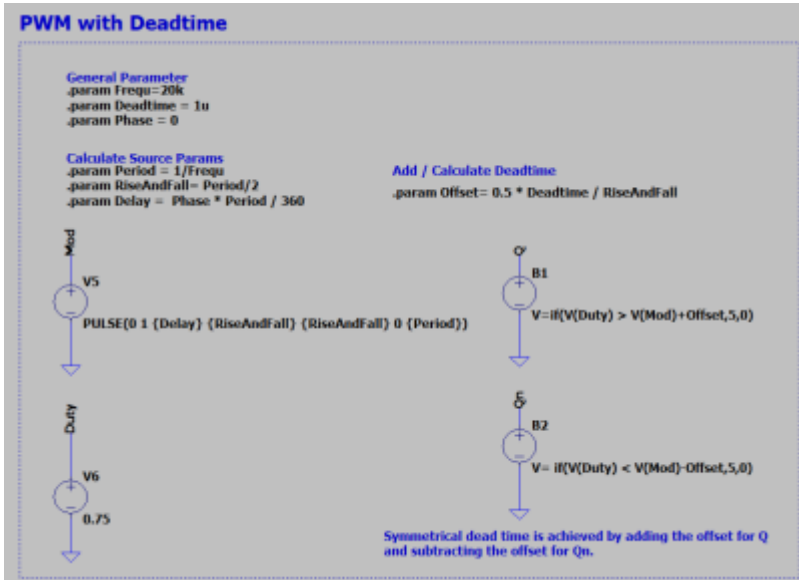 PWM with Deadtime
General Parameter
.param Frequ=20k
.param Deadtime = 1u
.param Phase = 0
Calculate Source Params
.param Period = 1/Frequ
.param RiseAndFall= Period/2
.param Delay = Phase * Period / 360
Add / Calculate Deadtime
.param Offset= 0.5 * Deadtime / RiseAndFall
Mod
V5
PULSE(0 1 {Delay} {RiseAndFall} {RiseAndFall} 0 {Period})
Q
B1
V=if(V(Duty) > V(Mod)+Offset,5,0)
Duty
V6
0.75
Qn
B2
V= if(V(Duty) < V(Mod)-Offset,5,0)
Symmetrical dead time is achieved by adding the offset for Q
and subtracting the offset for Qn.